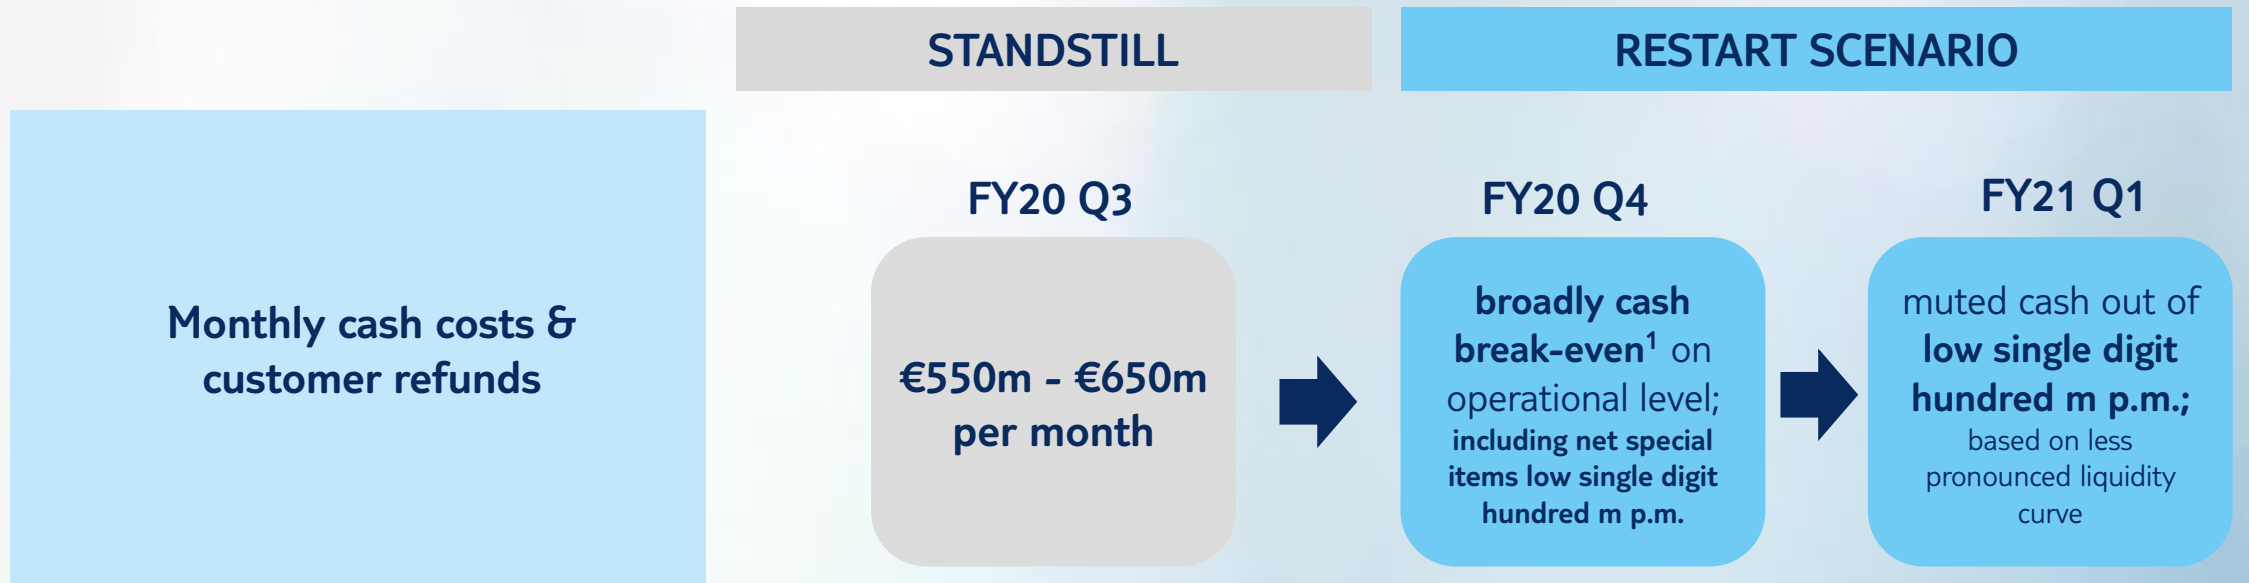 STANDSTILL
RESTART SCENARIO
Monthly cash costs &
customer refunds
FY20 Q3
€550m - €650m
per month
FY20 Q4
broadly cash
break-even¹ on
operational level;
including net special
items low single digit
hundred m p.m.
FY21 Q1
muted cash out of
low single digit
hundred m p.m.;
based on less
pronounced liquidity
curve